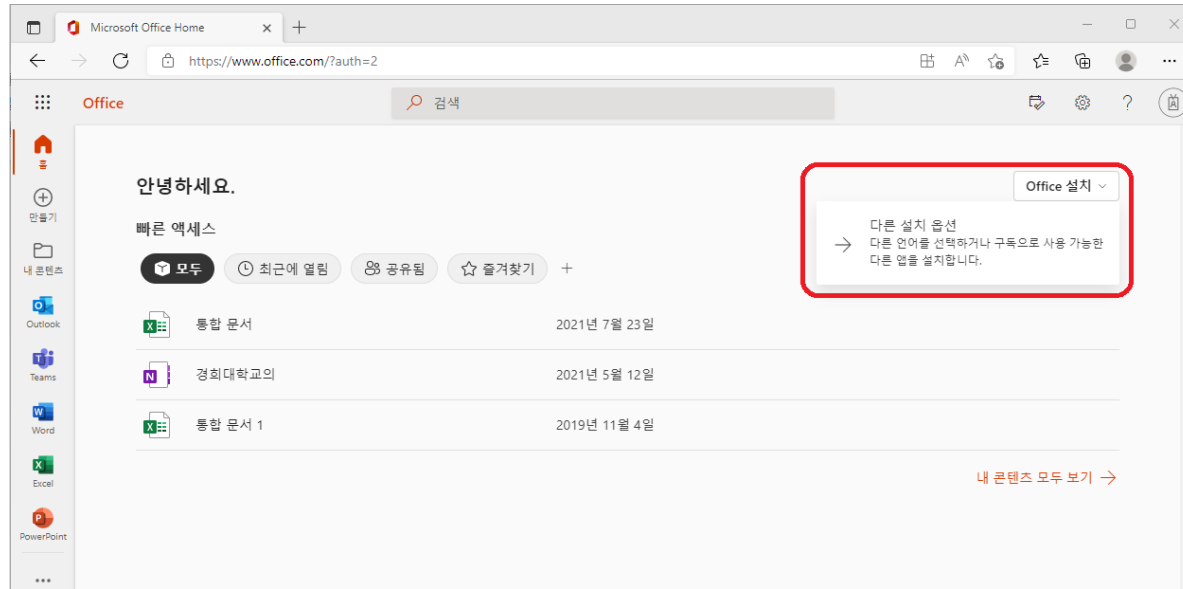 Microsoft Office Home
https://www.office.com/?auth=2
Office
검색
홈
만들기
내 콘텐츠
Outlook
Teams
Word
Excel
PowerPoint
안녕하세요.
Office 설치
다른 설치 옵션
다른 언어를 선택하거나 구독으로 사용 가능한
다른 앱을 설치합니다.
빠른 액세스
모두
최근에 열림
공유됨
즐겨찾기
통합 문서 2021년 7월 23일
경희대학교의 2021년 5월 12일
통합 문서 1 2019년 11월 4일
내 콘텐츠 모두 보기